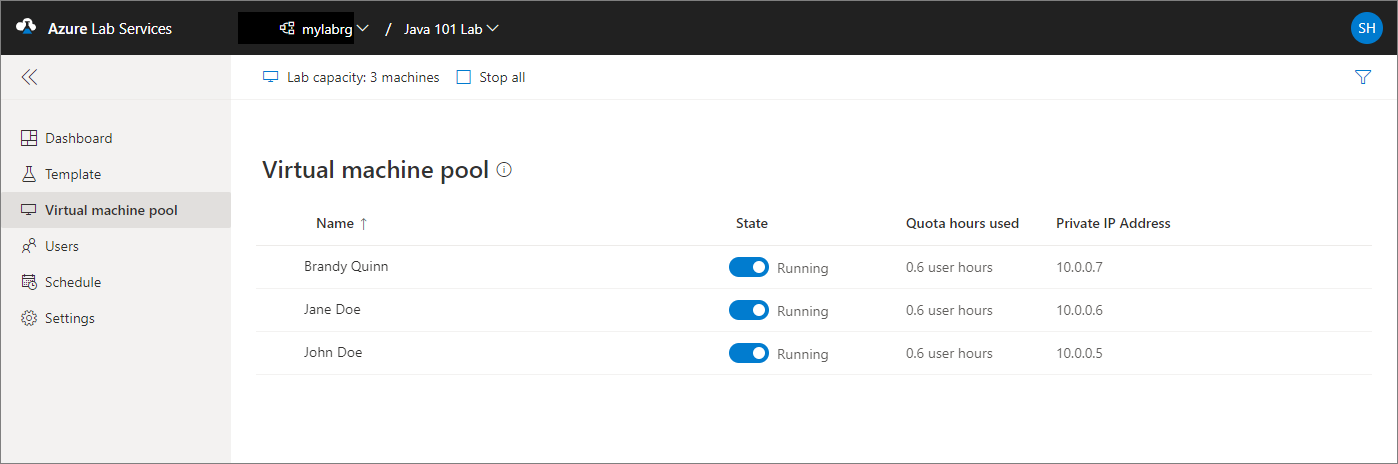 Azure Lab Services mylabrg / Java 101 Lab SH
Lab capacity: 3 machines Stop all
Dashboard
Template
Virtual machine pool
Users
Schedule
Settings
Virtual machine pool
Name ↑ State Quota hours used Private IP Address
Brandy Quinn Running 0.6 user hours 10.0.0.7
Jane Doe Running 0.6 user hours 10.0.0.6
John Doe Running 0.6 user hours 10.0.0.5